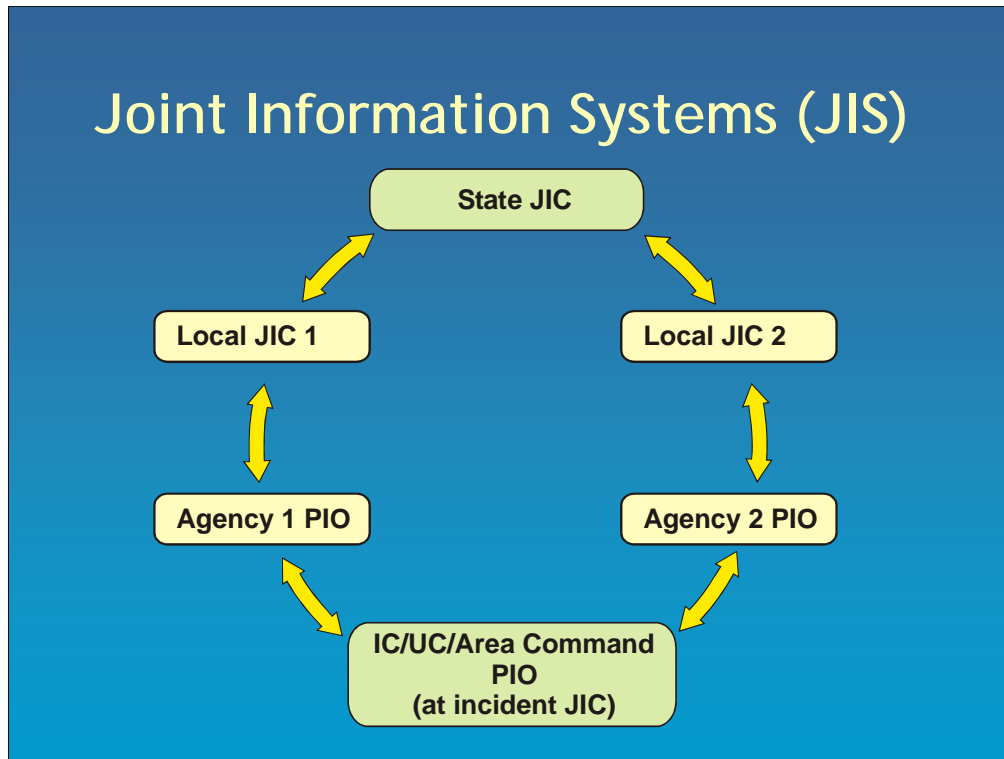 Joint Information Systems (JIS)
State JIC
Local JIC 1
Local JIC 2
Agency 1 PIO
Agency 2 PIO
IC/UC/Area Command
PIO
(at incident JIC)